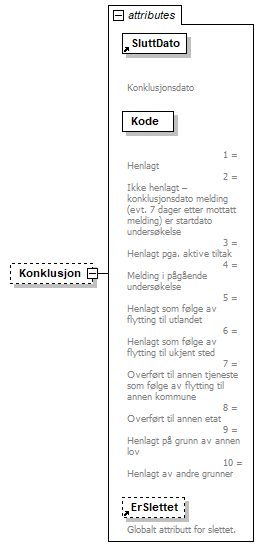 attributes
SluttDato
Konklusjonsdato
Kode
1 =
Henlagt
2 =
Ikke henlagt –
konklusjonsdato melding
(evt. 7 dager etter mottatt
melding) er startdato
undersøkelse
3 =
Henlagt pga. aktive tiltak
4 =
Melding i pågående
undersøkelse
5 =
Henlagt som følge av
flytting til utlandet
6 =
Henlagt som følge av
flytting til ukjent sted
7 =
Overført til annen tjeneste
som følge av flytting til
annen kommune
8 =
Overført til annen etat
9 =
Henlagt på grunn av annen
lov
10 =
Henlagt av andre grunner
Konklusjon
ErSlettet
Globalt attributt for slettet.